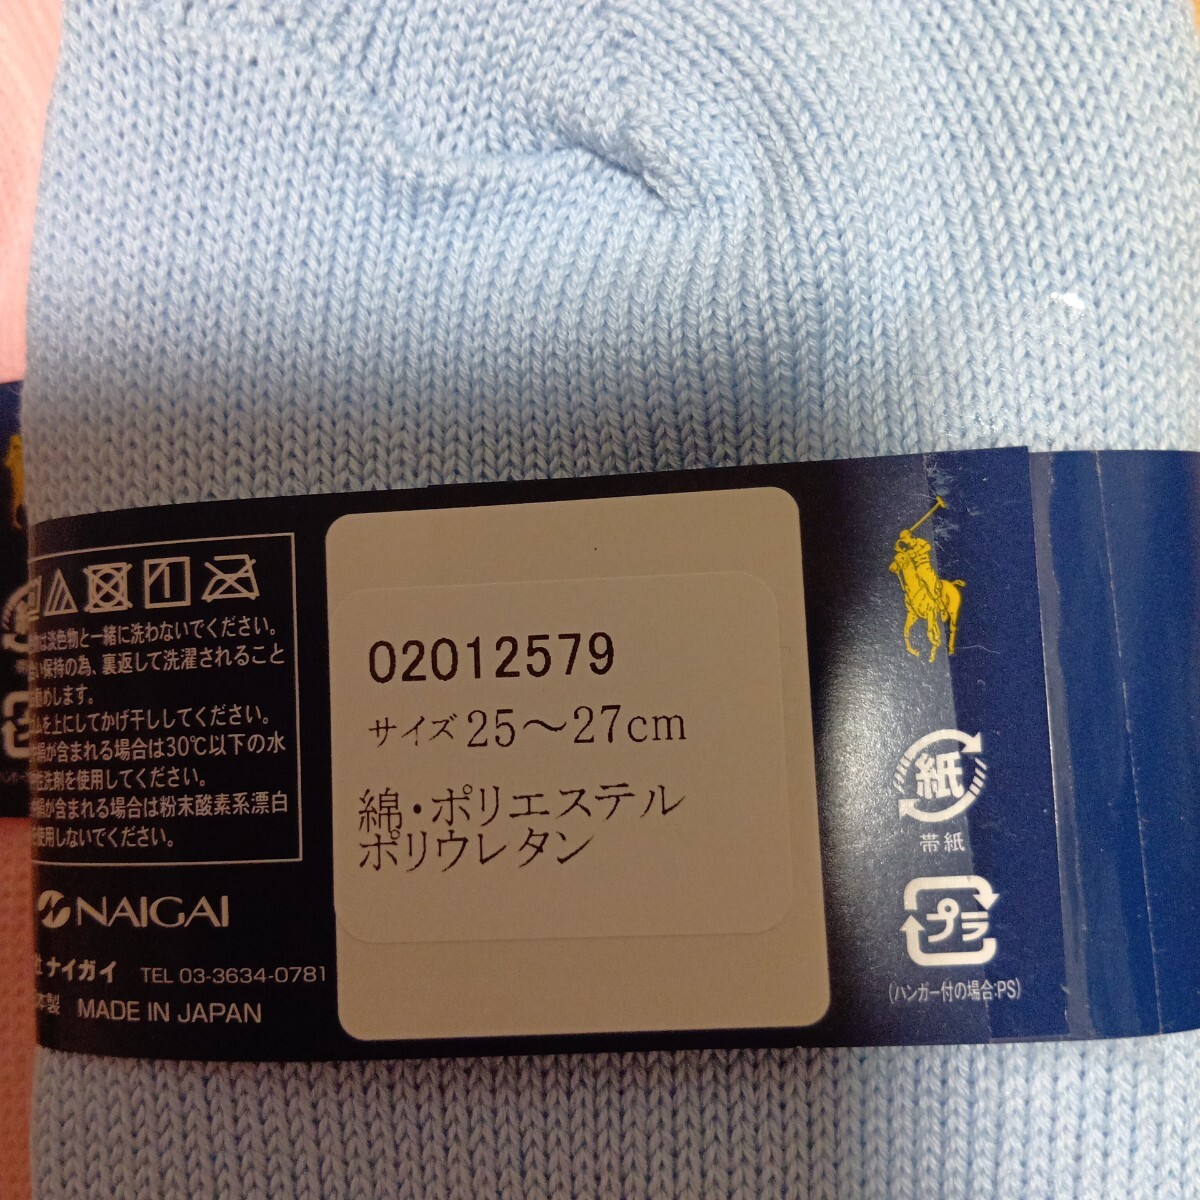 は淡色物と一緒に洗わないでください。
い保持の為、裏返して洗濯されること
します。
を上にしてかげ干ししてください。
が含まれる場合は30℃以下の水
性洗剤を使用してください。
が含まれる場合は粉末酸素系漂白
使用しないでください。
NAIGAI
社 ナイガイ TEL 03-3634-0781
本製 MADE IN JAPAN
02012579
サイズ 25～27cm
綿・ポリエステル
ポリウレタン
紙
帯紙
プラ
(ハンガー付の場合:PS)